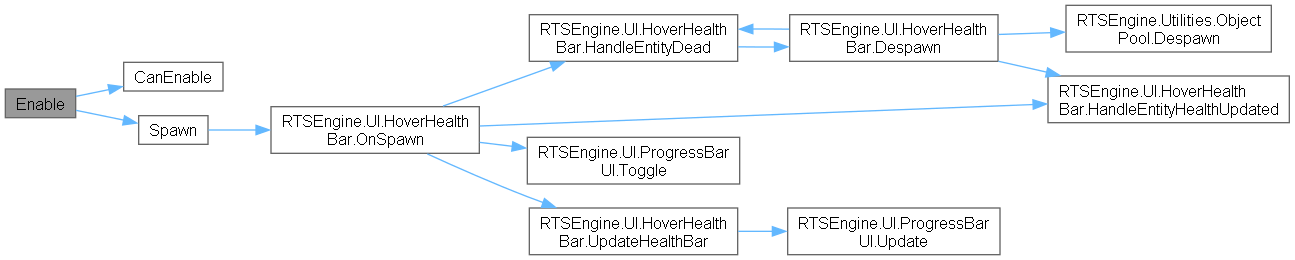 Enable
CanEnable
Spawn
RTSEngine.UI.HoverHealth
Bar.OnSpawn
RTSEngine.UI.HoverHealth
Bar.HandleEntityDead
RTSEngine.UI.ProgressBar
UI.Toggle
RTSEngine.UI.HoverHealth
Bar.UpdateHealthBar
RTSEngine.UI.HoverHealth
Bar.Despawn
RTSEngine.UI.ProgressBar
UI.Update
RTSEngine.Utilities.Object
Pool.Despawn
RTSEngine.UI.HoverHealth
Bar.HandleEntityHealthUpdated